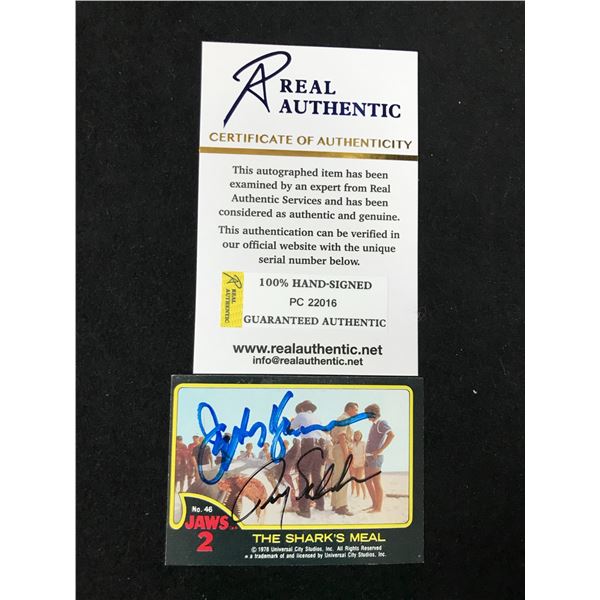 REAL
AUTHENTIC
CERTIFICATE OF AUTHENTICITY
This autographed item has been
examined by an expert from Real
Authentic Services and has been
considered as authentic and genuine.
This authentication can be verified in
our official website with the unique
serial number below.
REAL
AUTHENTIC
100% HAND-SIGNED
PC 22016
GUARANTEED AUTHENTIC
www.realauthentic.net
info@realauthentic.net
No. 46
JAWS
2
THE SHARK'S MEAL
© 1978 Universal City Studios, Inc. All Rights Reserved
* a trademark of and licensed by Universal City Studios, Inc.